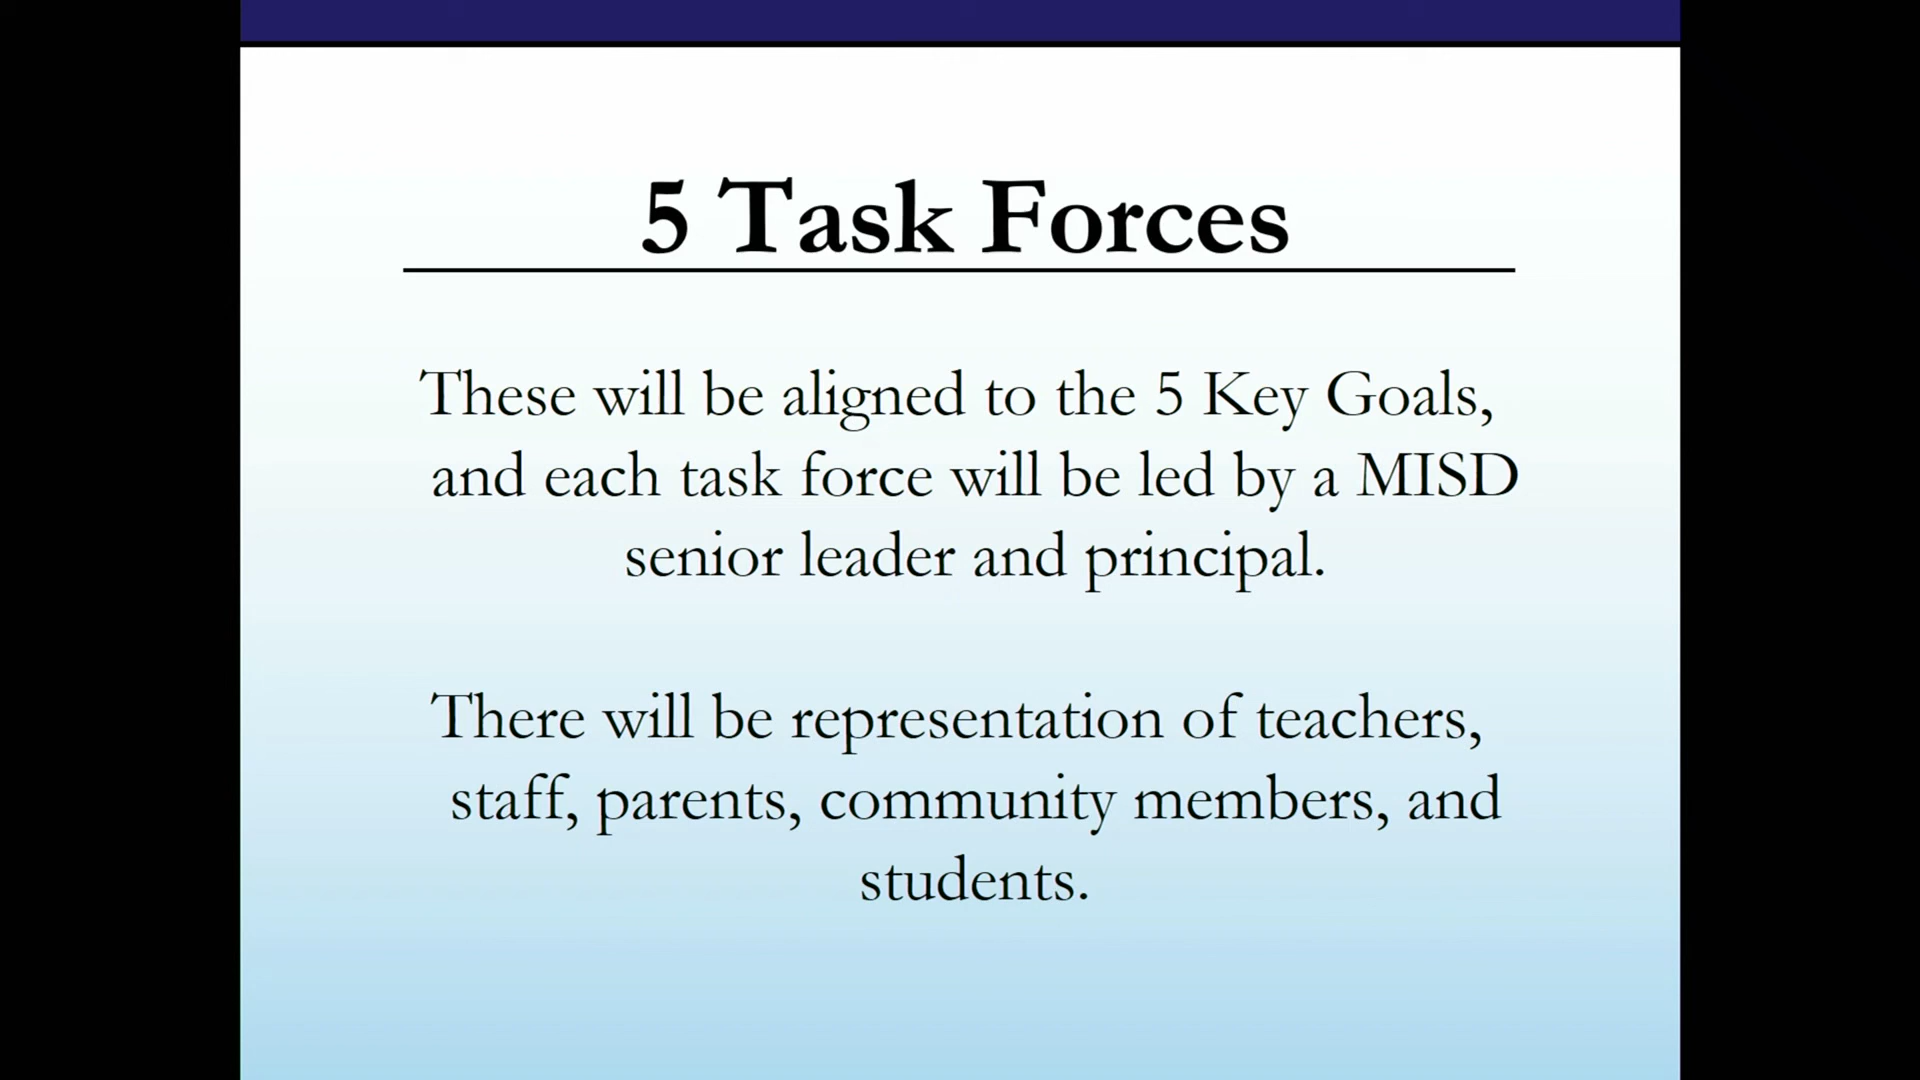 5 Task Forces
These will be aligned to the 5 Key Goals,
and each task force will be led by a MISD
senior leader and principal.
There will be representation of teachers,
staff, parents, community members, and
students.